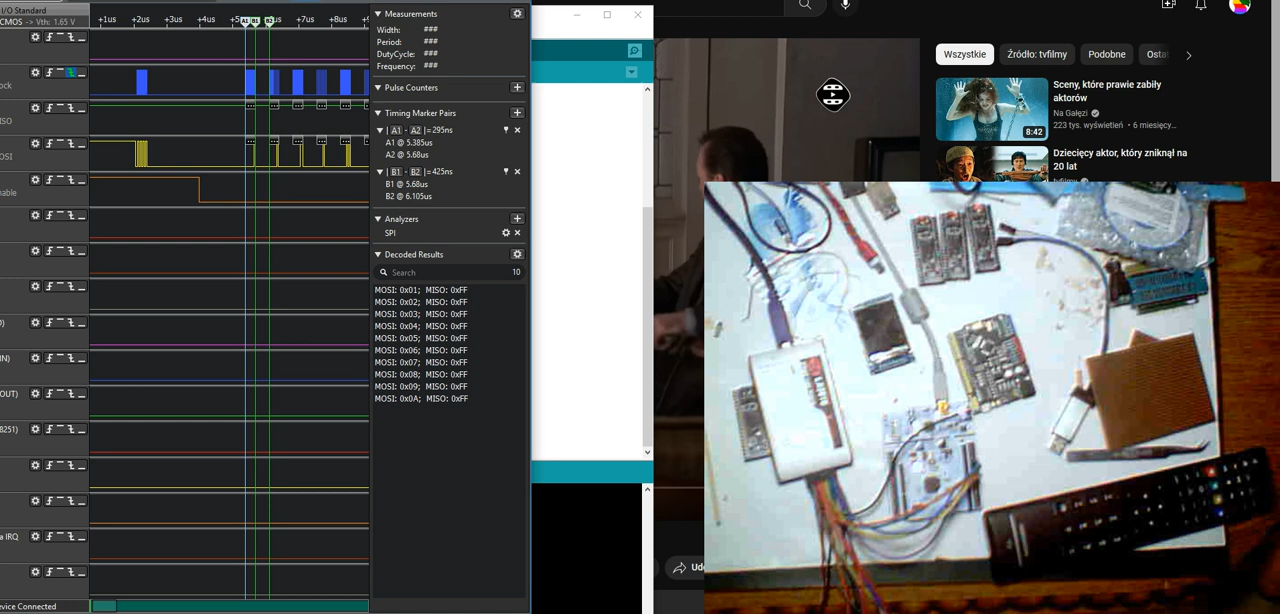 I/O Standard
CMOS -> Vth: 1.65 V
+1us
+2us
+3us
+4us
+5
A1
B1
B2
us
+7us
+8us
+9
ock
ISO
OSI
nable
)
IN)
OUT)
8251)
a IRQ
evice Connected
Measurements
Width: ###
Period: ###
DutyCycle: ###
Frequency: ###
Pulse Counters
Timing Marker Pairs
| A1 - A2 |=295ns
A1 @ 5.385us
A2 @ 5.68us
| B1 - B2 |=425ns
B1 @ 5.68us
B2 @ 6.105us
Analyzers
SPI
Decoded Results
Search 10
MOSI: 0x01; MISO: 0xFF
MOSI: 0x02; MISO: 0xFF
MOSI: 0x03; MISO: 0xFF
MOSI: 0x04; MISO: 0xFF
MOSI: 0x05; MISO: 0xFF
MOSI: 0x06; MISO: 0xFF
MOSI: 0x07; MISO: 0xFF
MOSI: 0x08; MISO: 0xFF
MOSI: 0x09; MISO: 0xFF
MOSI: 0x0A; MISO: 0xFF
Wszystkie
Źródło: tvfilmy
Podobne
Osta
Sceny, które prawie zabiły
aktorów
Na Gałęzi
223 tys. wyświetleń • 6 miesięcy...
8:42
Dziecięcy aktor, który zniknął na
20 lat
tvfilmy
Udo